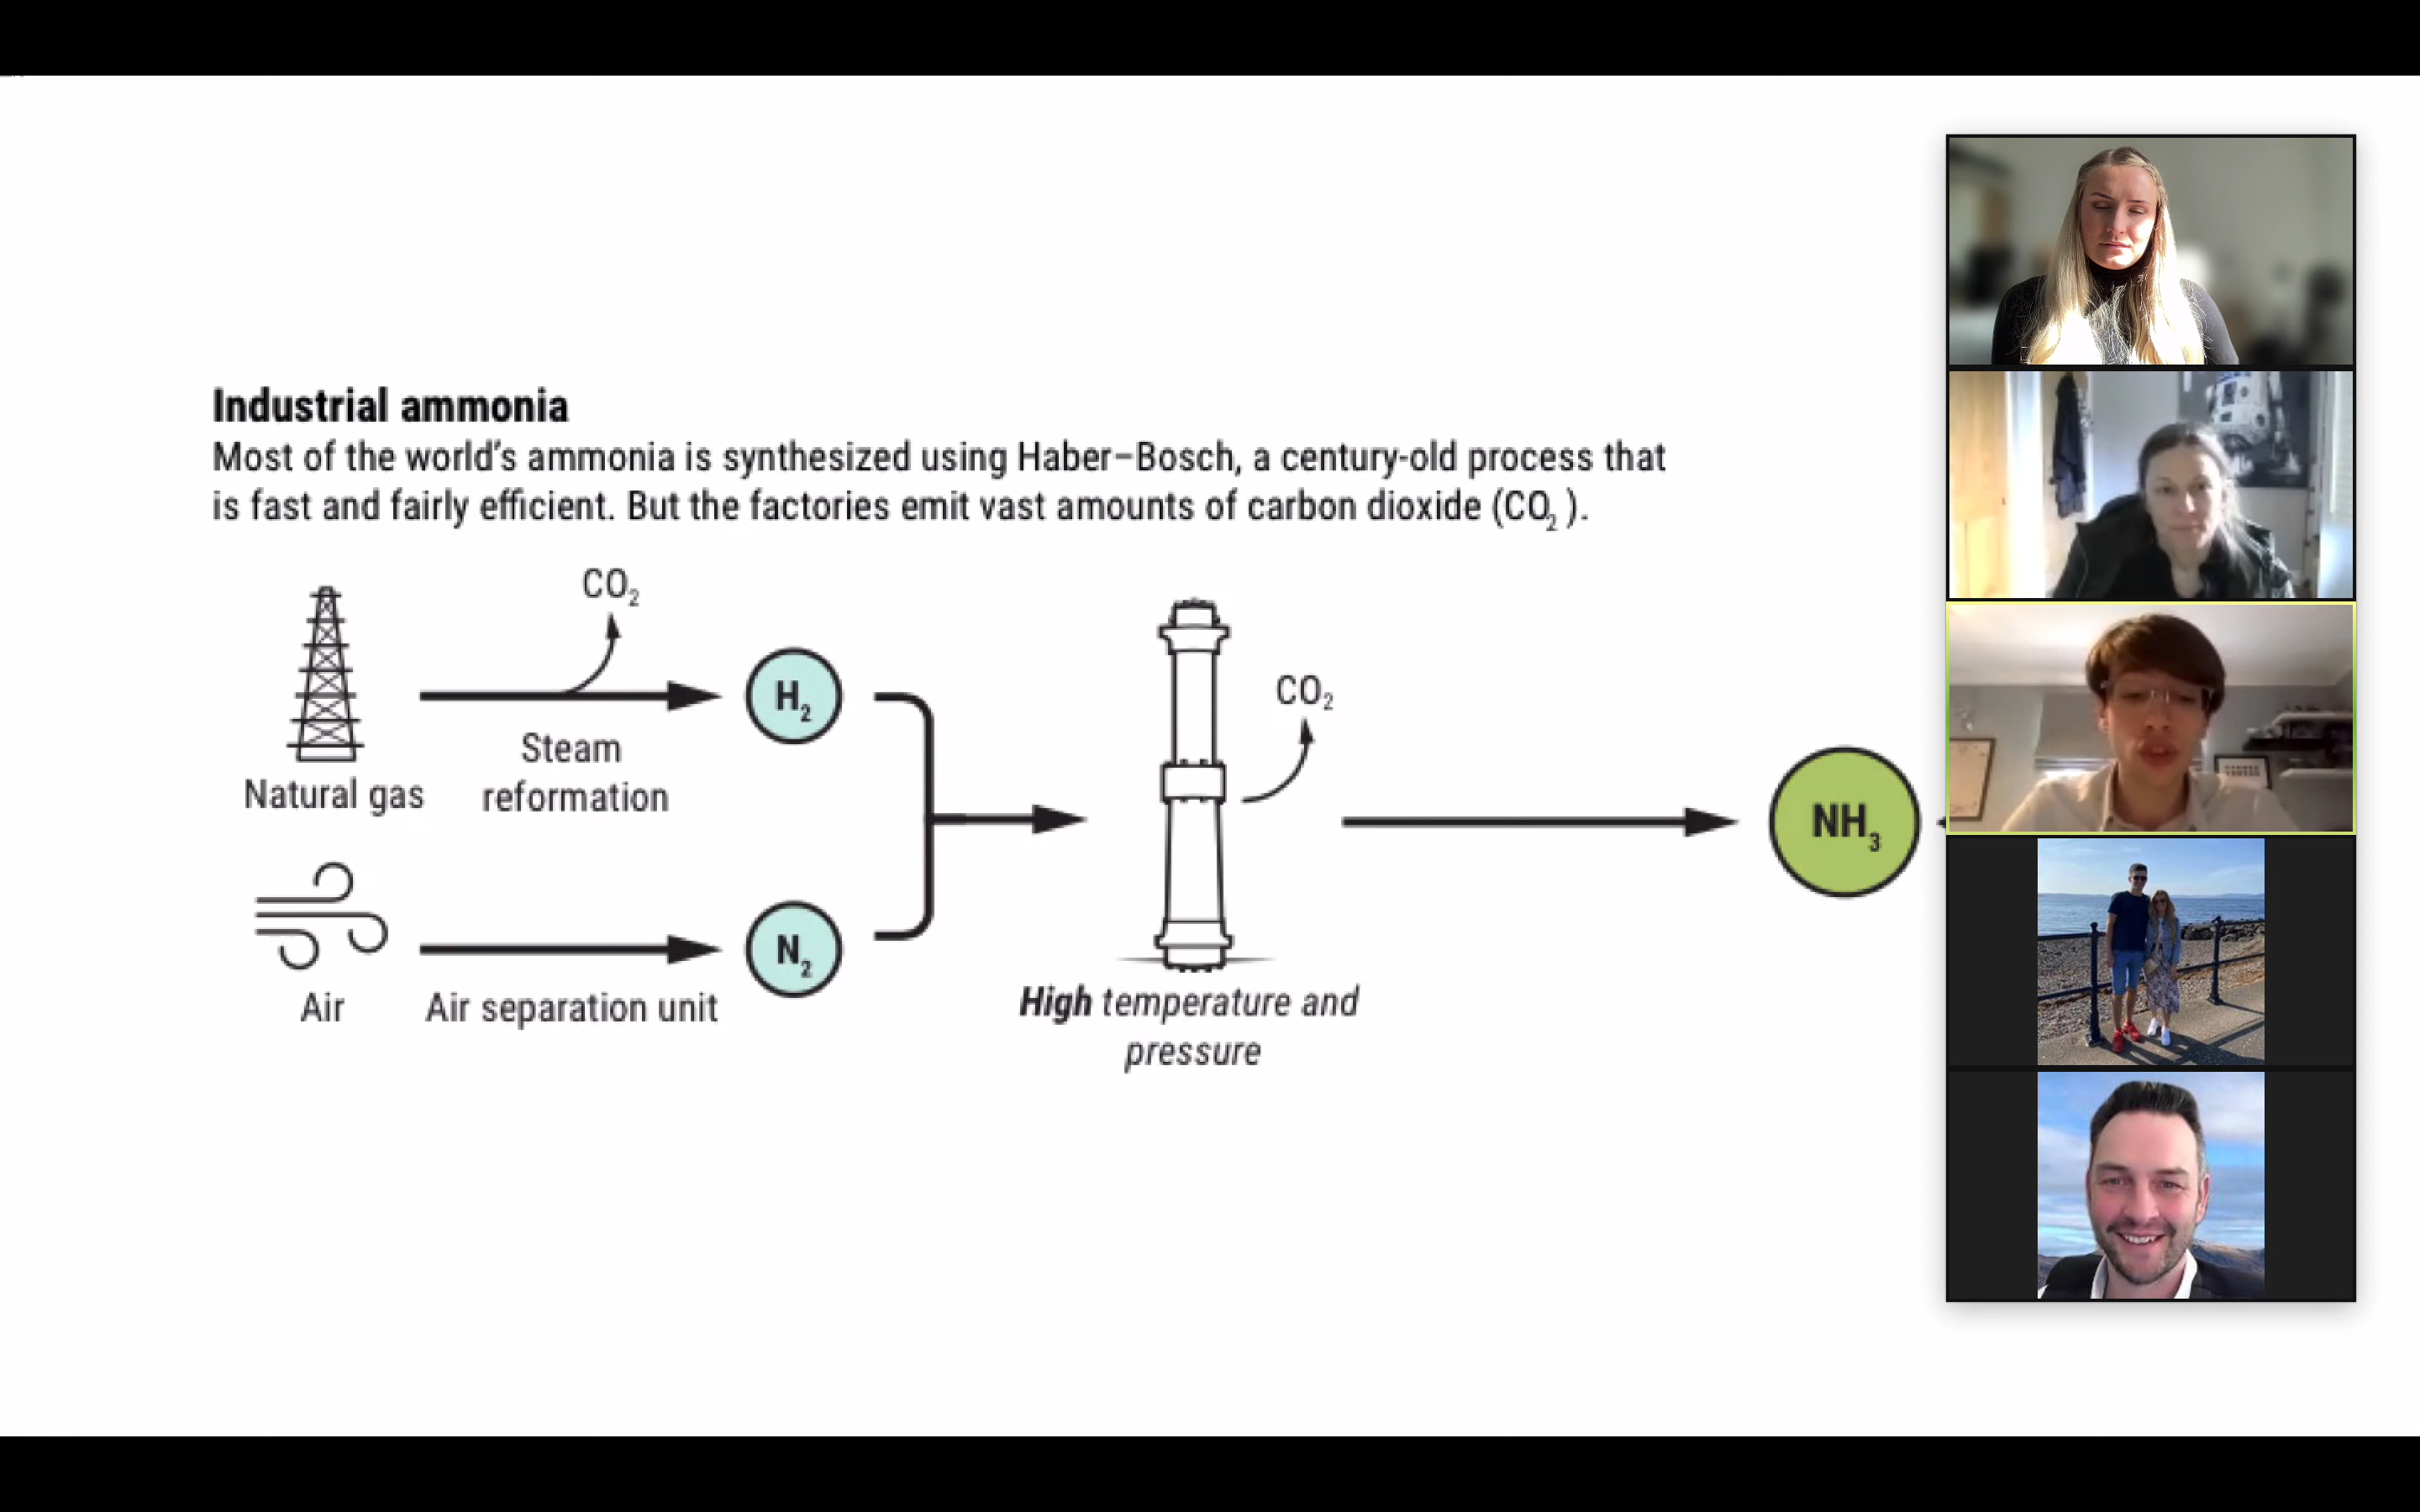 Industrial ammonia
Most of the world's ammonia is synthesized using Haber–Bosch, a century-old process that
is fast and fairly efficient. But the factories emit vast amounts of carbon dioxide (CO₂ ).
CO₂
H₂
Steam
reformation
Natural gas
CO₂
NH₃
N₂
Air
Air separation unit
High temperature and
pressure